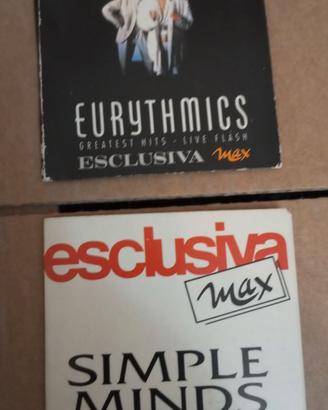 EURYTHMICS
GREATEST HITS - LIVE FLASH
ESCLUSIVA max
esclusiva
max
SIMPLE
MINDS